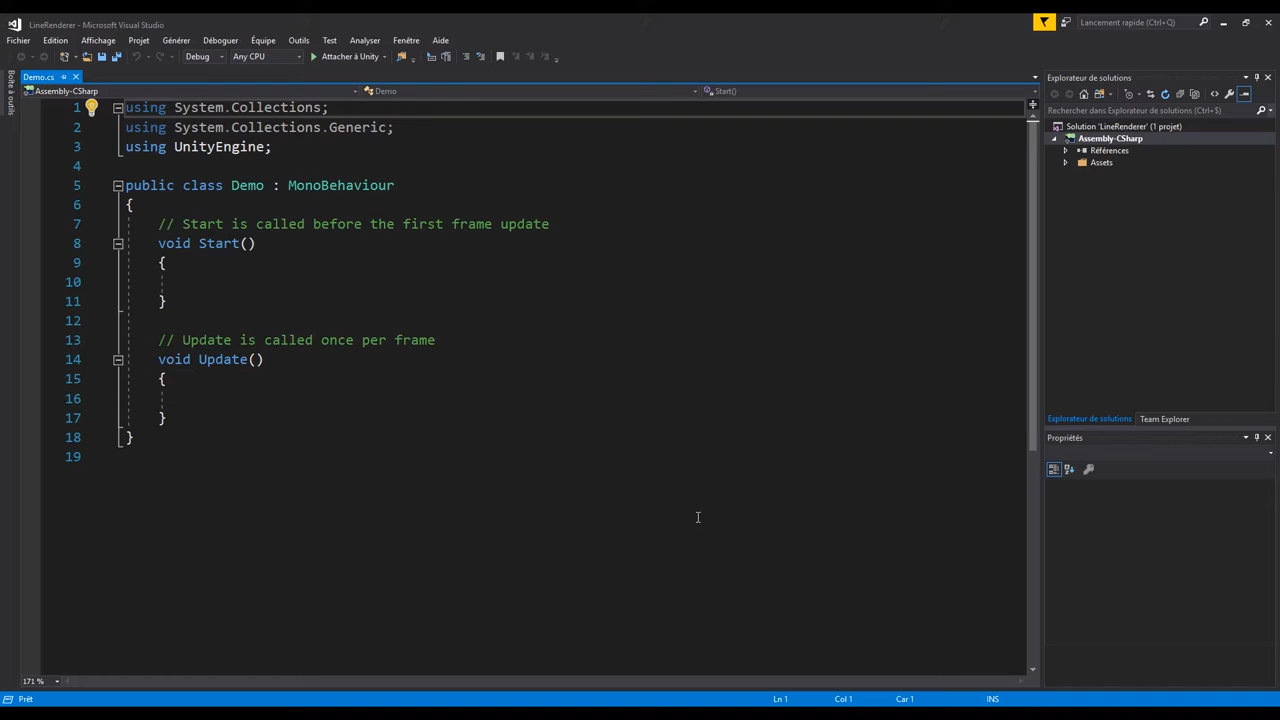 LineRenderer - Microsoft Visual Studio
Lancement rapide (Ctrl+Q)
Fichier Edition Affichage Projet Générer Déboguer Équipe Outils Test Analyser Fenêtre Aide
Debug Any CPU Attacher à Unity
Boîte à outils
Demo.cs
Assembly-CSharp Demo Start()
1 using System.Collections;
2 using System.Collections.Generic;
3 using UnityEngine;
4
5 public class Demo : MonoBehaviour
6 {
7 // Start is called before the first frame update
8 void Start()
9 {
10
11 }
12
13 // Update is called once per frame
14 void Update()
15 {
16
17 }
18 }
19
171 %
Explorateur de solutions
Rechercher dans Explorateur de solutions (Ctrl+$)
Solution 'LineRenderer' (1 projet)
Assembly-CSharp
Références
Assets
Explorateur de solutions Team Explorer
Propriétés
Prêt Ln 1 Col 1 Car 1 INS